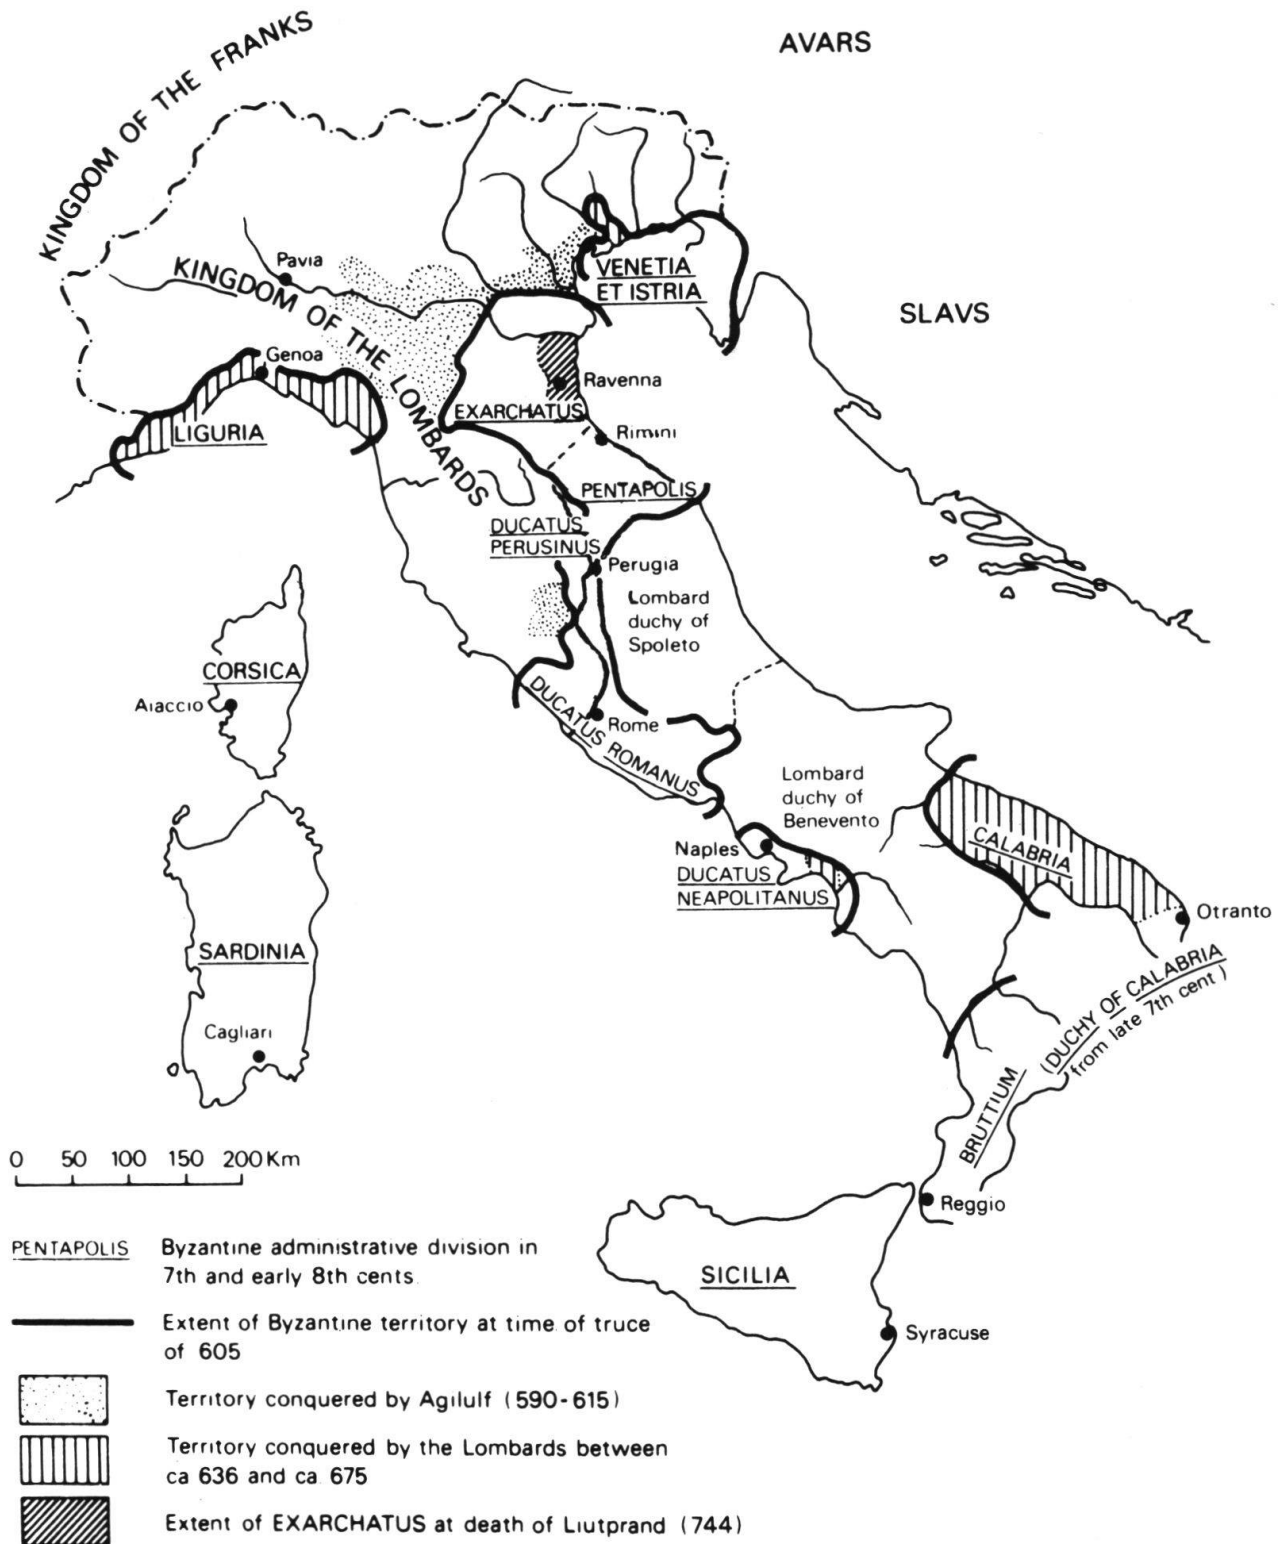 KINGDOM OF THE FRANKS
AVARS
SLAVS
Pavia
KINGDOM OF THE LOMBARDS
VENETIA
ET ISTRIA
Genoa
LIGURIA
Ravenna
EXARCHATUS
Rimini
PENTAPOLIS
DUCATUS
PERUSINUS
Perugia
Lombard
duchy of
Spoleto
CORSICA
Aiaccio
DUCATUS ROMANUS
Rome
Lombard
duchy of
Benevento
Naples
DUCATUS
NEAPOLITANUS
CALABRIA
Otranto
SARDINIA
Cagliari
(DUCHY OF CALABRIA
from late 7th cent)
BRUTTIUM
Reggio
SICILIA
Syracuse
0 50 100 150 200 Km
PENTAPOLIS Byzantine administrative division in
7th and early 8th cents.
Extent of Byzantine territory at time of truce
of 605
Territory conquered by Agilulf (590-615)
Territory conquered by the Lombards between
ca 636 and ca 675
Extent of EXARCHATUS at death of Liutprand (744)